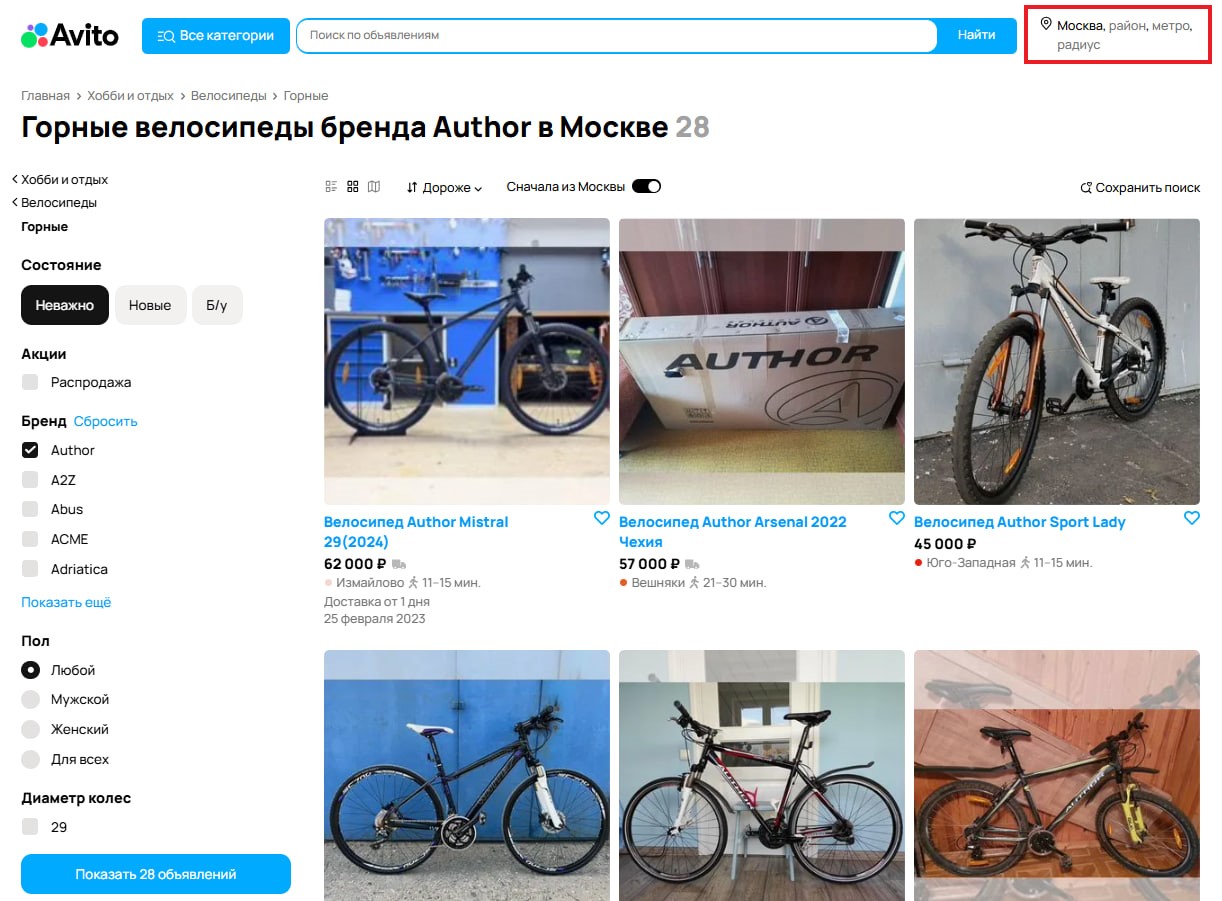 Avito
Все категории
Поиск по объявлениям
Найти
Москва, район, метро,
радиус
Главная › Хобби и отдых › Велосипеды › Горные
Горные велосипеды бренда Author в Москве 28
Хобби и отдых
Велосипеды
Горные
Состояние
Неважно
Новые
Б/у
Акции
Распродажа
Бренд Сбросить
Author
A2Z
Abus
ACME
Adriatica
Показать ещё
Пол
Любой
Мужской
Женский
Для всех
Диаметр колес
29
Показать 28 объявлений
Дороже
Сначала из Москвы
Сохранить поиск
AUTHOR
AUTHOR
Велосипед Author Mistral
29(2024)
62 000 ₽
Измайлово 11–15 мин.
Доставка от 1 дня
25 февраля 2023
Велосипед Author Arsenal 2022
Чехия
57 000 ₽
Вешняки 21–30 мин.
Велосипед Author Sport Lady
45 000 ₽
Юго-Западная 11–15 мин.
AUTHOR
AUTHOR